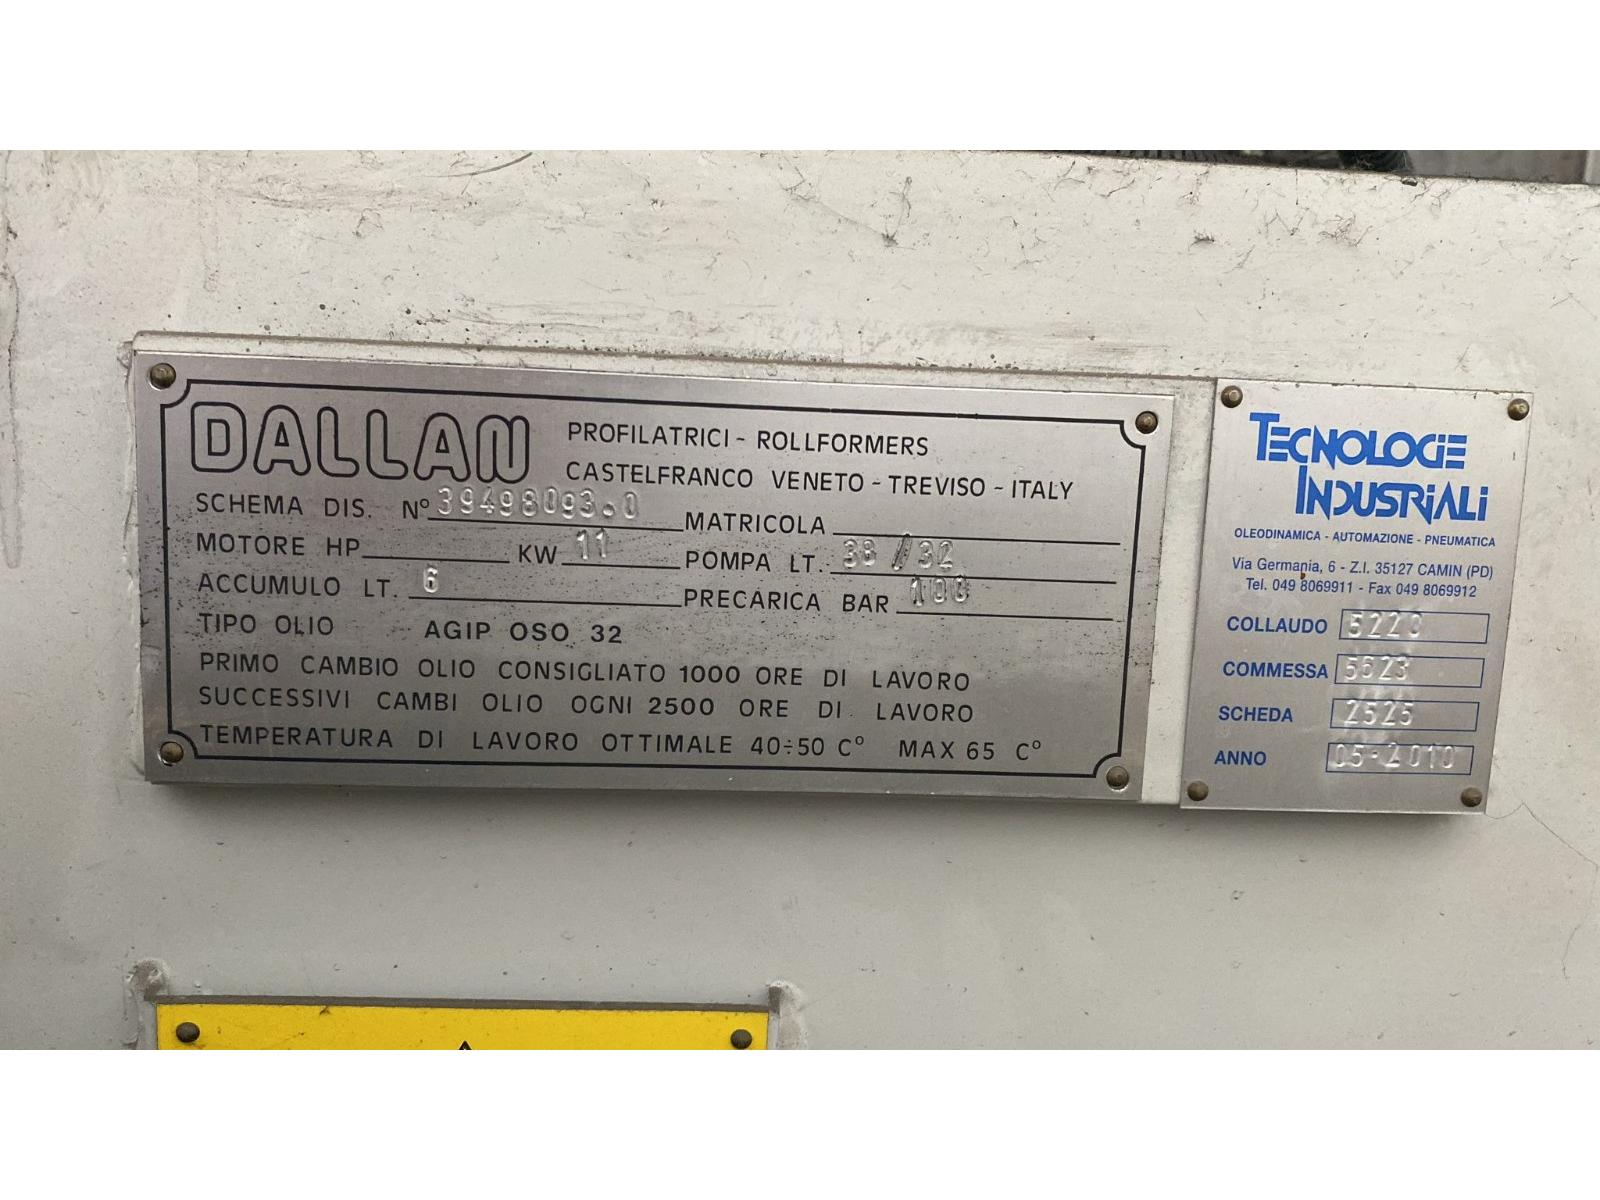 DALLAN
PROFILATRICI - ROLLFORMERS
CASTELFRANCO VENETO - TREVISO - ITALY
SCHEMA DIS. N° 39498093.0 MATRICOLA
MOTORE HP KW 11 POMPA LT. 38/32
ACCUMULO LT. 6 PRECARICA BAR 100
TIPO OLIO AGIP OSO 32
PRIMO CAMBIO OLIO CONSIGLIATO 1000 ORE DI LAVORO
SUCCESSIVI CAMBI OLIO OGNI 2500 ORE DI LAVORO
TEMPERATURA DI LAVORO OTTIMALE 40÷50 C° MAX 65 C°
TECNOLOGIE
INDUSTRIALI
OLEODINAMICA - AUTOMAZIONE - PNEUMATICA
Via Germania, 6 - Z.I. 35127 CAMIN (PD)
Tel. 049 8069911 - Fax 049 8069912
COLLAUDO 5220
COMMESSA 5623
SCHEDA 2525
ANNO 05-2010